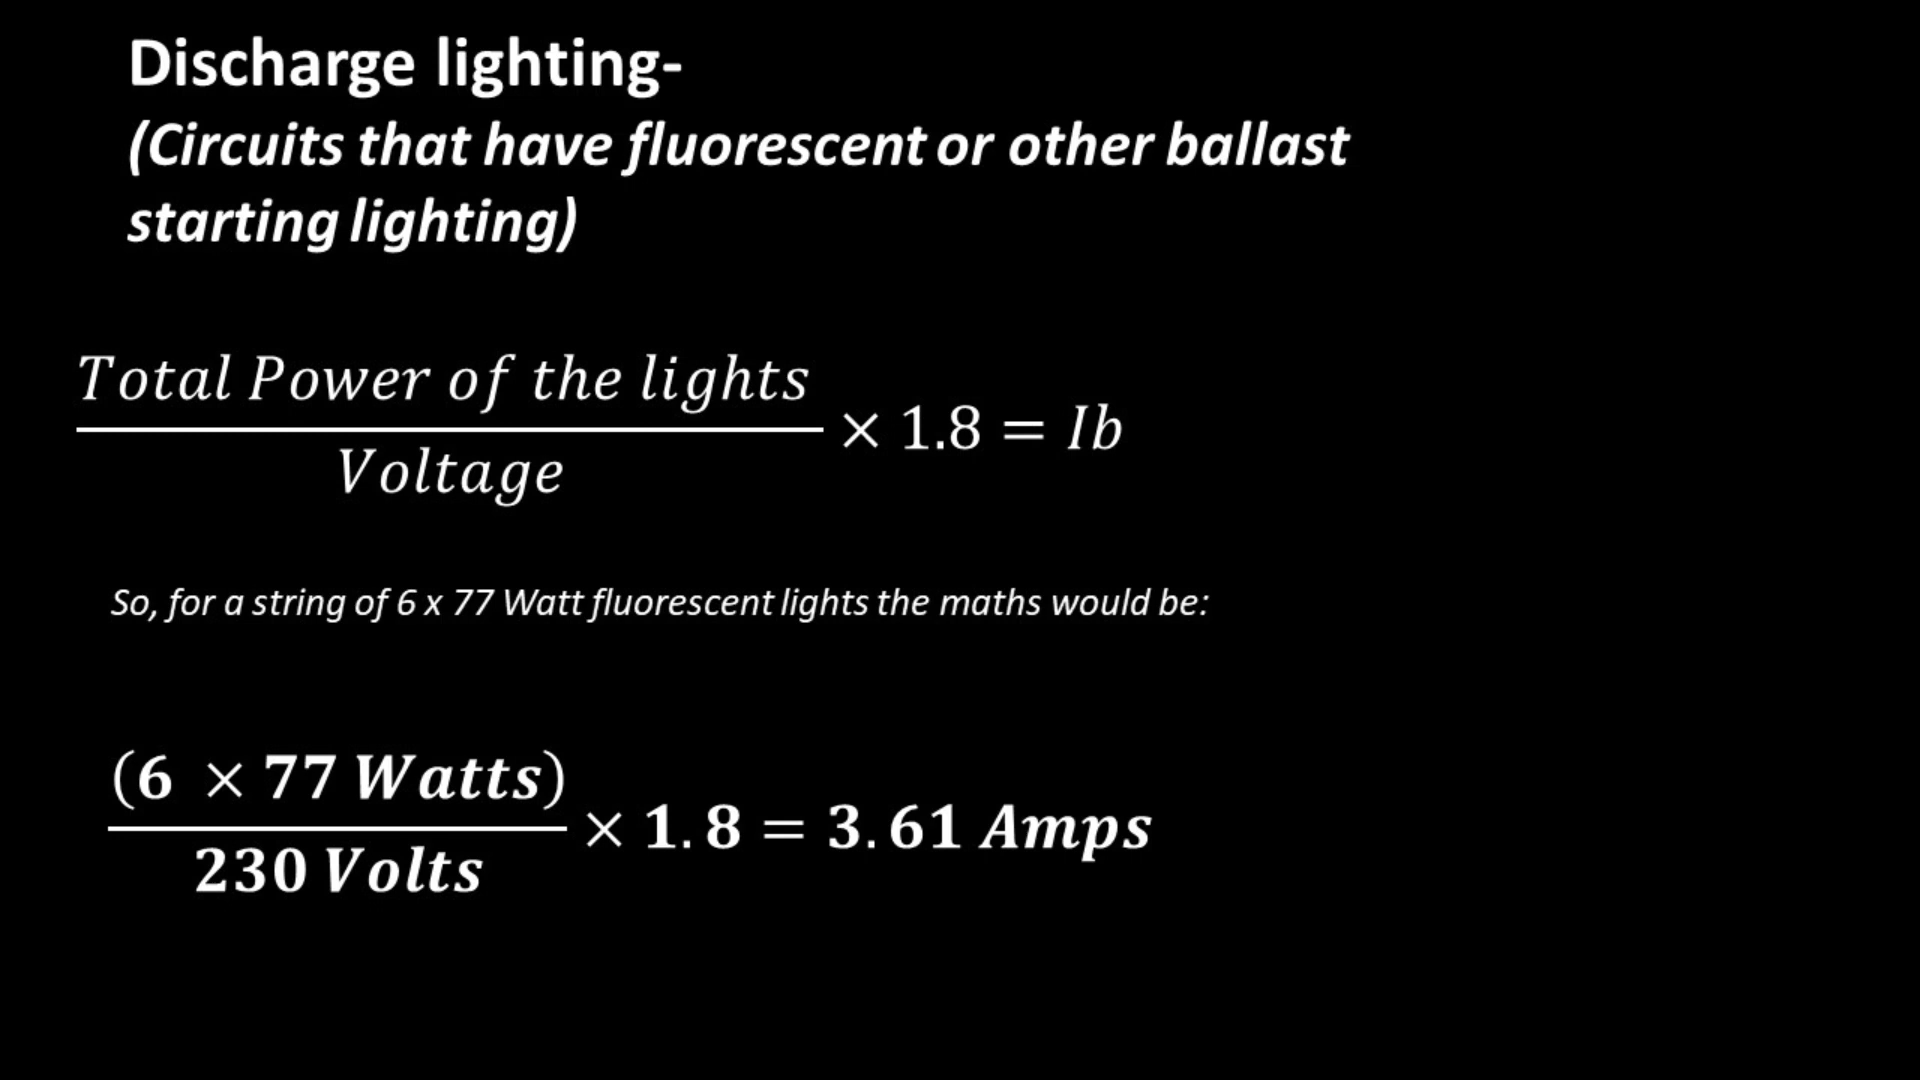 Discharge lighting-
(Circuits that have fluorescent or other ballast
starting lighting)
Total Power of the lights
Voltage
× 1.8 = Ib
So, for a string of 6 x 77 Watt fluorescent lights the maths would be:
(6 × 77 Watts)
230 Volts
× 1.8 = 3.61 Amps